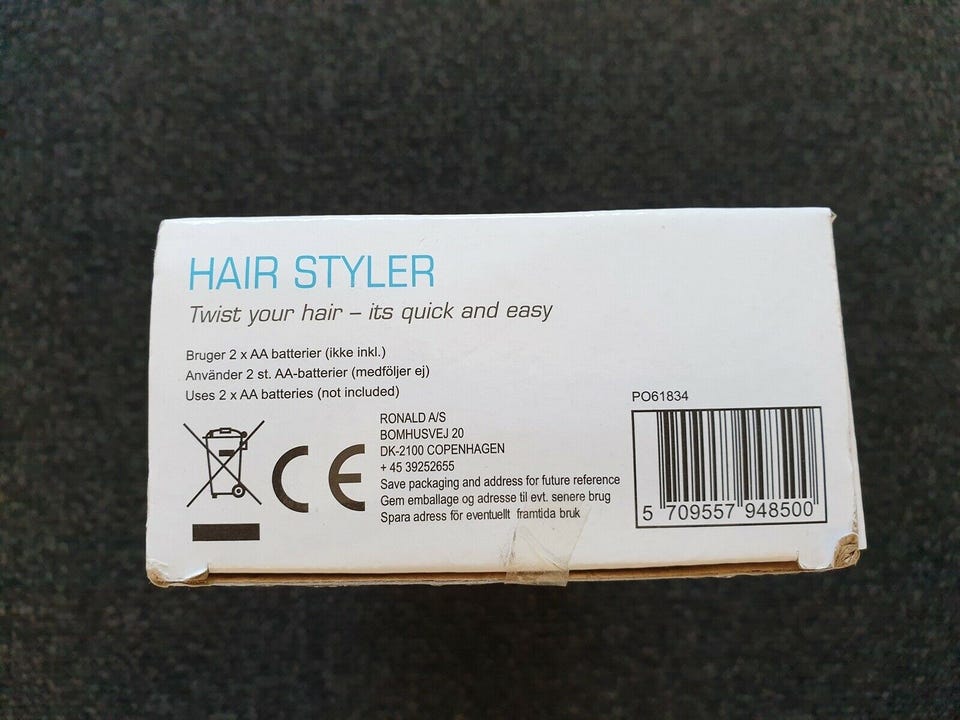 HAIR STYLER
Twist your hair – its quick and easy
Bruger 2 x AA batterier (ikke inkl.)
Använder 2 st. AA-batterier (medföljer ej)
Uses 2 x AA batteries (not included)
CE
RONALD A/S
BOMHUSVEJ 20
DK-2100 COPENHAGEN
+ 45 39252655
Save packaging and address for future reference
Gem emballage og adresse til evt. senere brug
Spara adress för eventuellt framtida bruk
PO61834
5 709557 948500